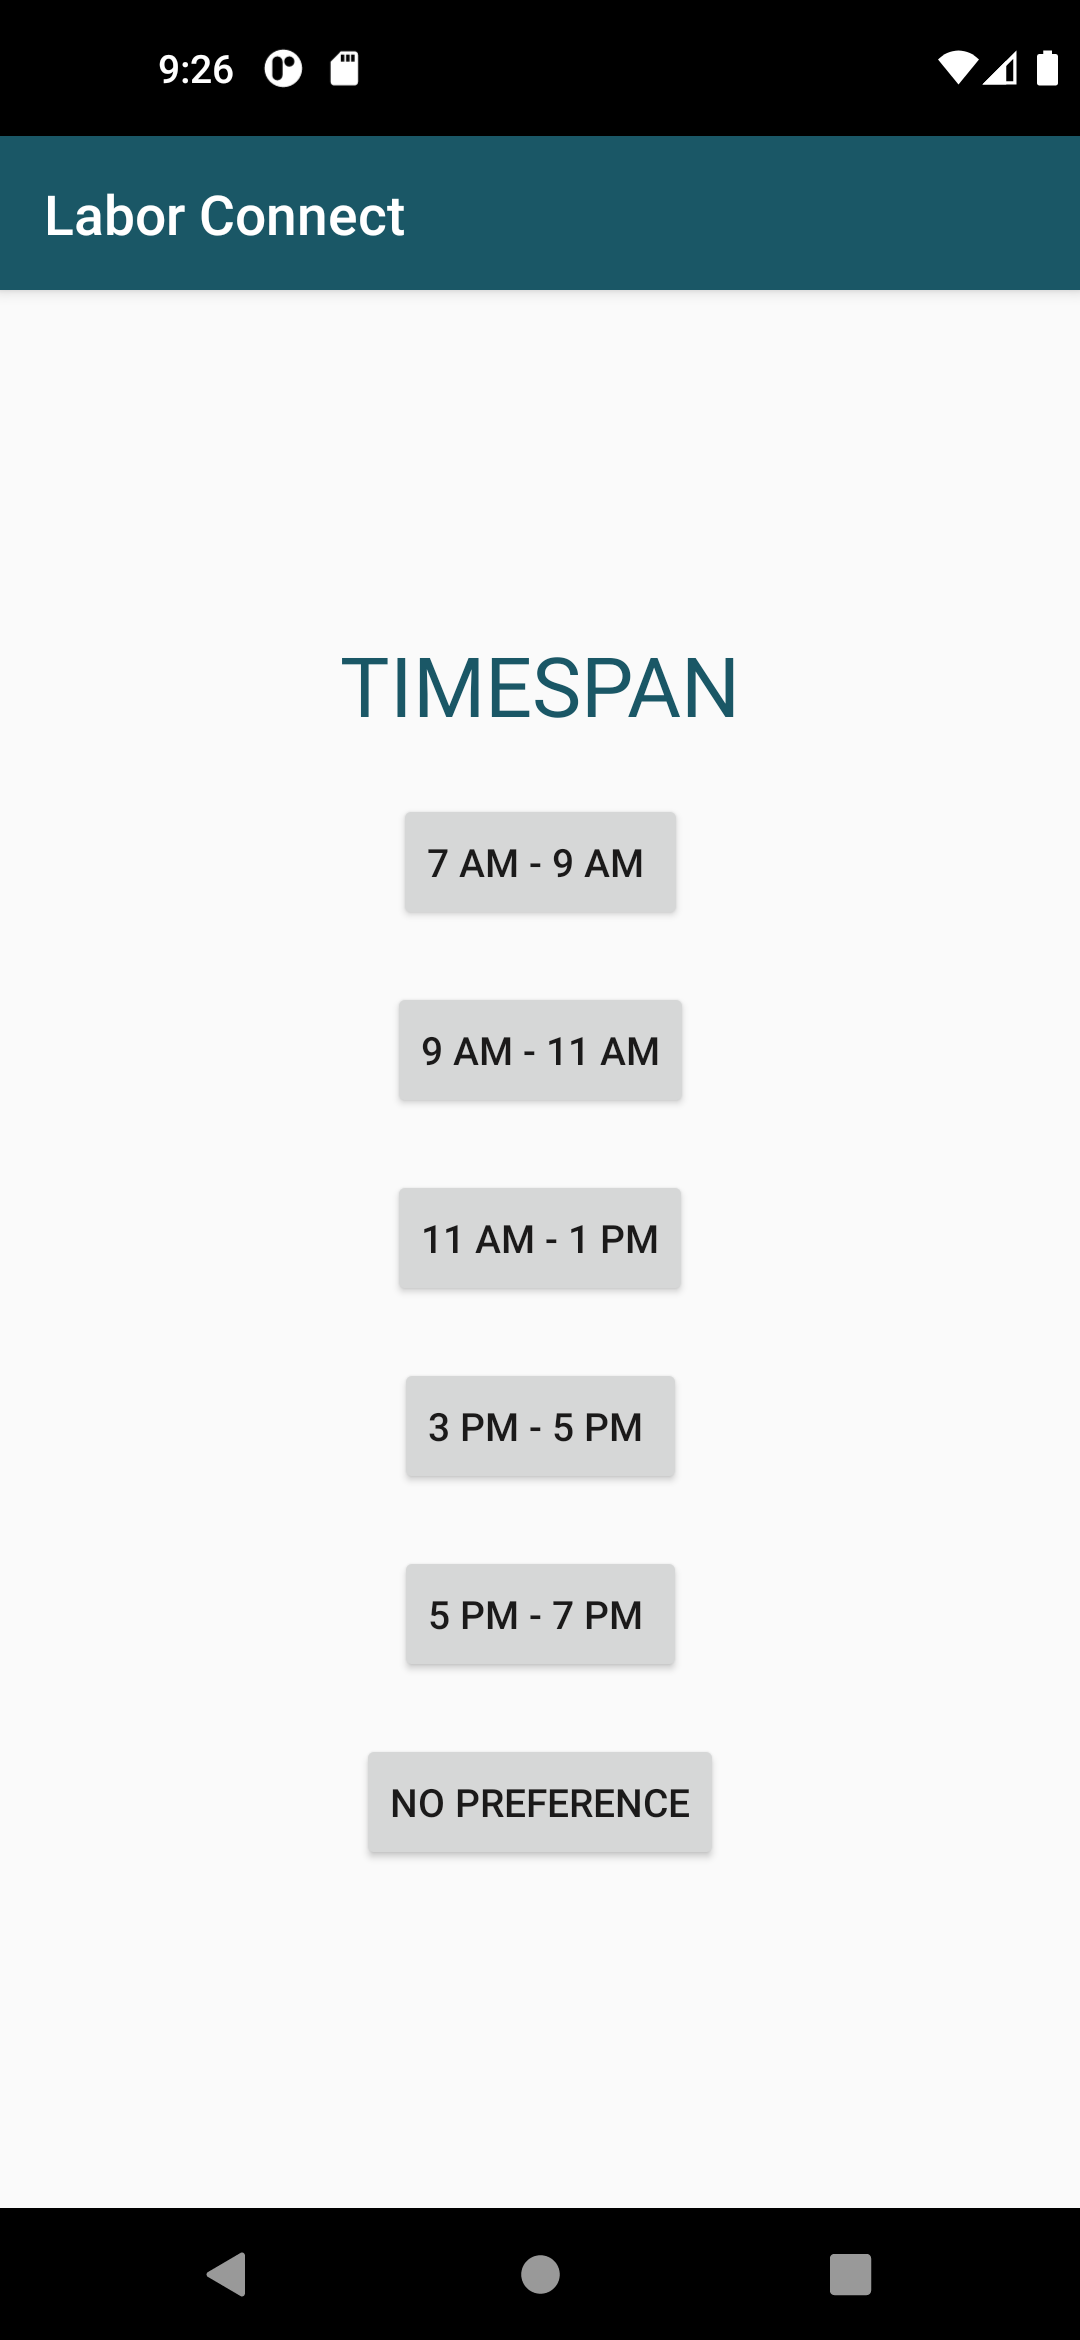 9:26
Labor Connect
TIMESPAN
7 AM - 9 AM
9 AM - 11 AM
11 AM - 1 PM
3 PM - 5 PM
5 PM - 7 PM
NO PREFERENCE